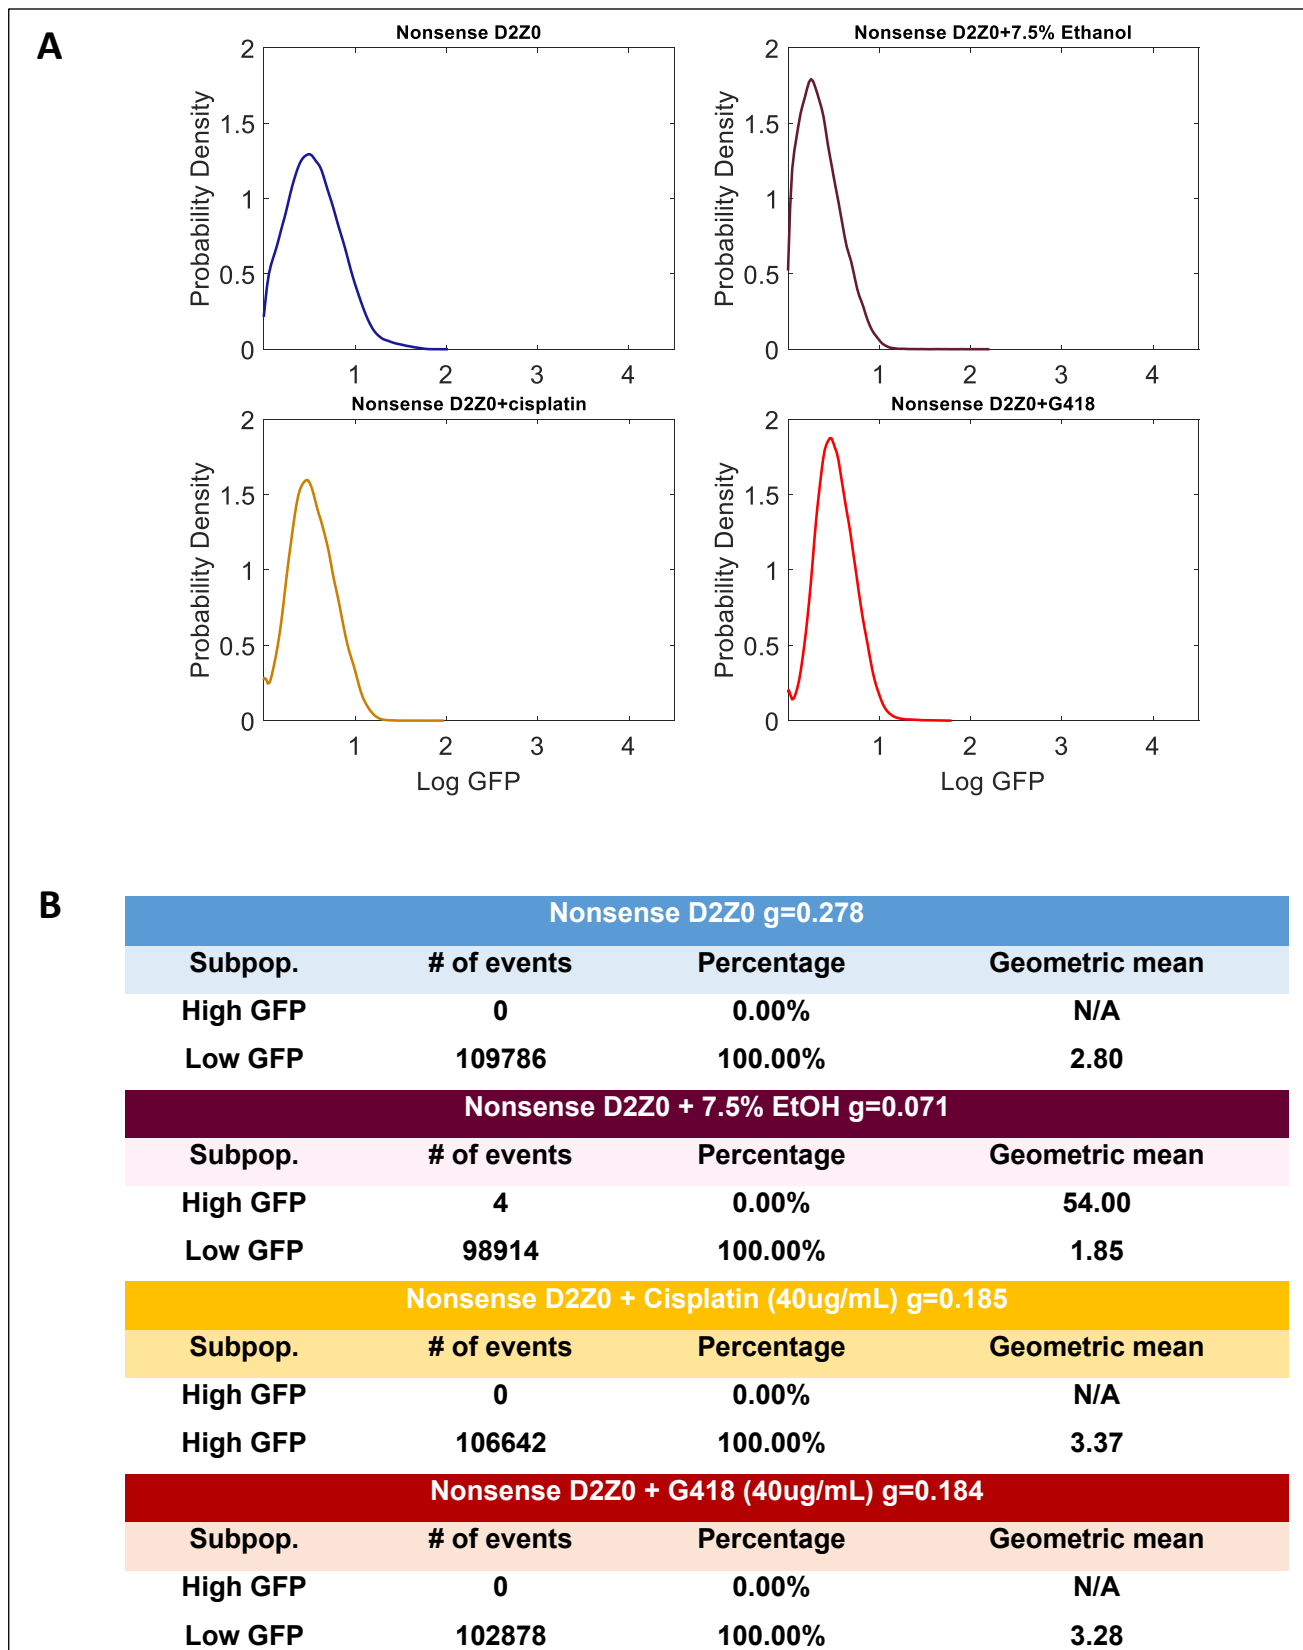 A
Nonsense D2Z0
Probability Density
2
1.5
1
0.5
0
1 2 3 4
Nonsense D2Z0+7.5% Ethanol
Probability Density
2
1.5
1
0.5
0
1 2 3 4
Nonsense D2Z0+cisplatin
Probability Density
2
1.5
1
0.5
0
1 2 3 4
Log GFP
Nonsense D2Z0+G418
Probability Density
2
1.5
1
0.5
0
1 2 3 4
Log GFP
B
Nonsense D2Z0 g=0.278
Subpop. # of events Percentage Geometric mean
High GFP 0 0.00% N/A
Low GFP 109786 100.00% 2.80
Nonsense D2Z0 + 7.5% EtOH g=0.071
Subpop. # of events Percentage Geometric mean
High GFP 4 0.00% 54.00
Low GFP 98914 100.00% 1.85
Nonsense D2Z0 + Cisplatin (40ug/mL) g=0.185
Subpop. # of events Percentage Geometric mean
High GFP 0 0.00% N/A
High GFP 106642 100.00% 3.37
Nonsense D2Z0 + G418 (40ug/mL) g=0.184
Subpop. # of events Percentage Geometric mean
High GFP 0 0.00% N/A
Low GFP 102878 100.00% 3.28